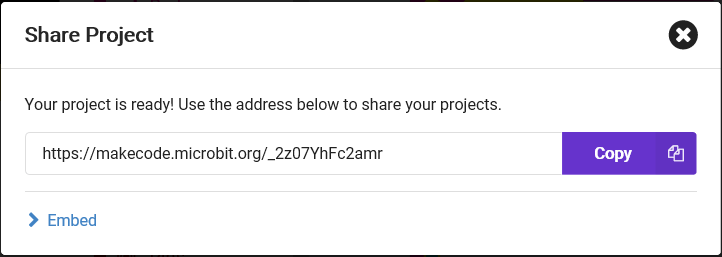 Share Project
Your project is ready! Use the address below to share your projects.
https://makecode.microbit.org/_2z07YhFc2amr
Copy
Embed